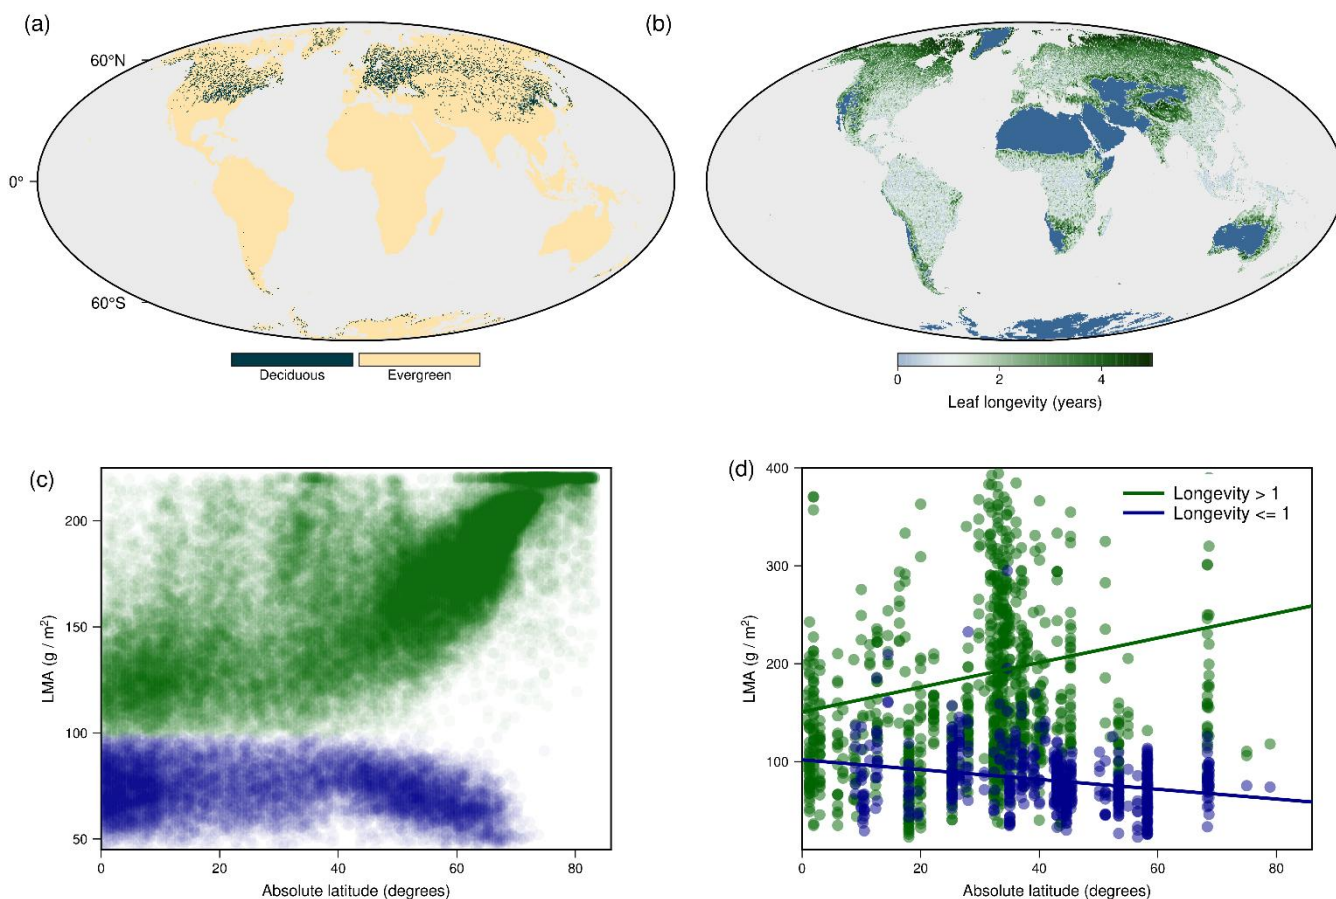 (a)
60°N
0°
60°S
Deciduous Evergreen
(b)
0 2 4
Leaf longevity (years)
(c)
LMA (g / m²)
200
150
100
50
0 20 40 60 80
Absolute latitude (degrees)
(d)
LMA (g / m²)
400
300
200
100
Longevity > 1
Longevity <= 1
0 20 40 60 80
Absolute latitude (degrees)